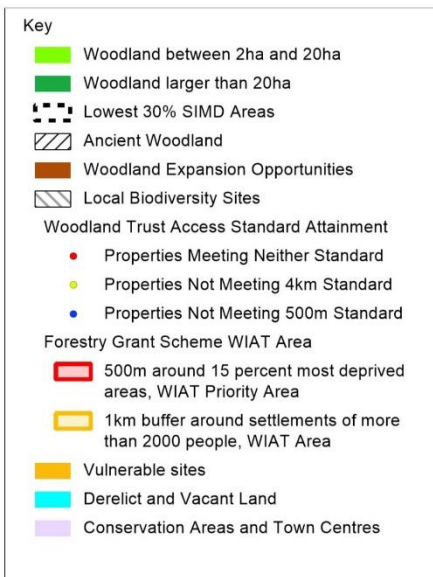 Key
Woodland between 2ha and 20ha
Woodland larger than 20ha
Lowest 30% SIMD Areas
Ancient Woodland
Woodland Expansion Opportunities
Local Biodiversity Sites
Woodland Trust Access Standard Attainment
Properties Meeting Neither Standard
Properties Not Meeting 4km Standard
Properties Not Meeting 500m Standard
Forestry Grant Scheme WIAT Area
500m around 15 percent most deprived
areas, WIAT Priority Area
1km buffer around settlements of more
than 2000 people, WIAT Area
Vulnerable sites
Derelict and Vacant Land
Conservation Areas and Town Centres